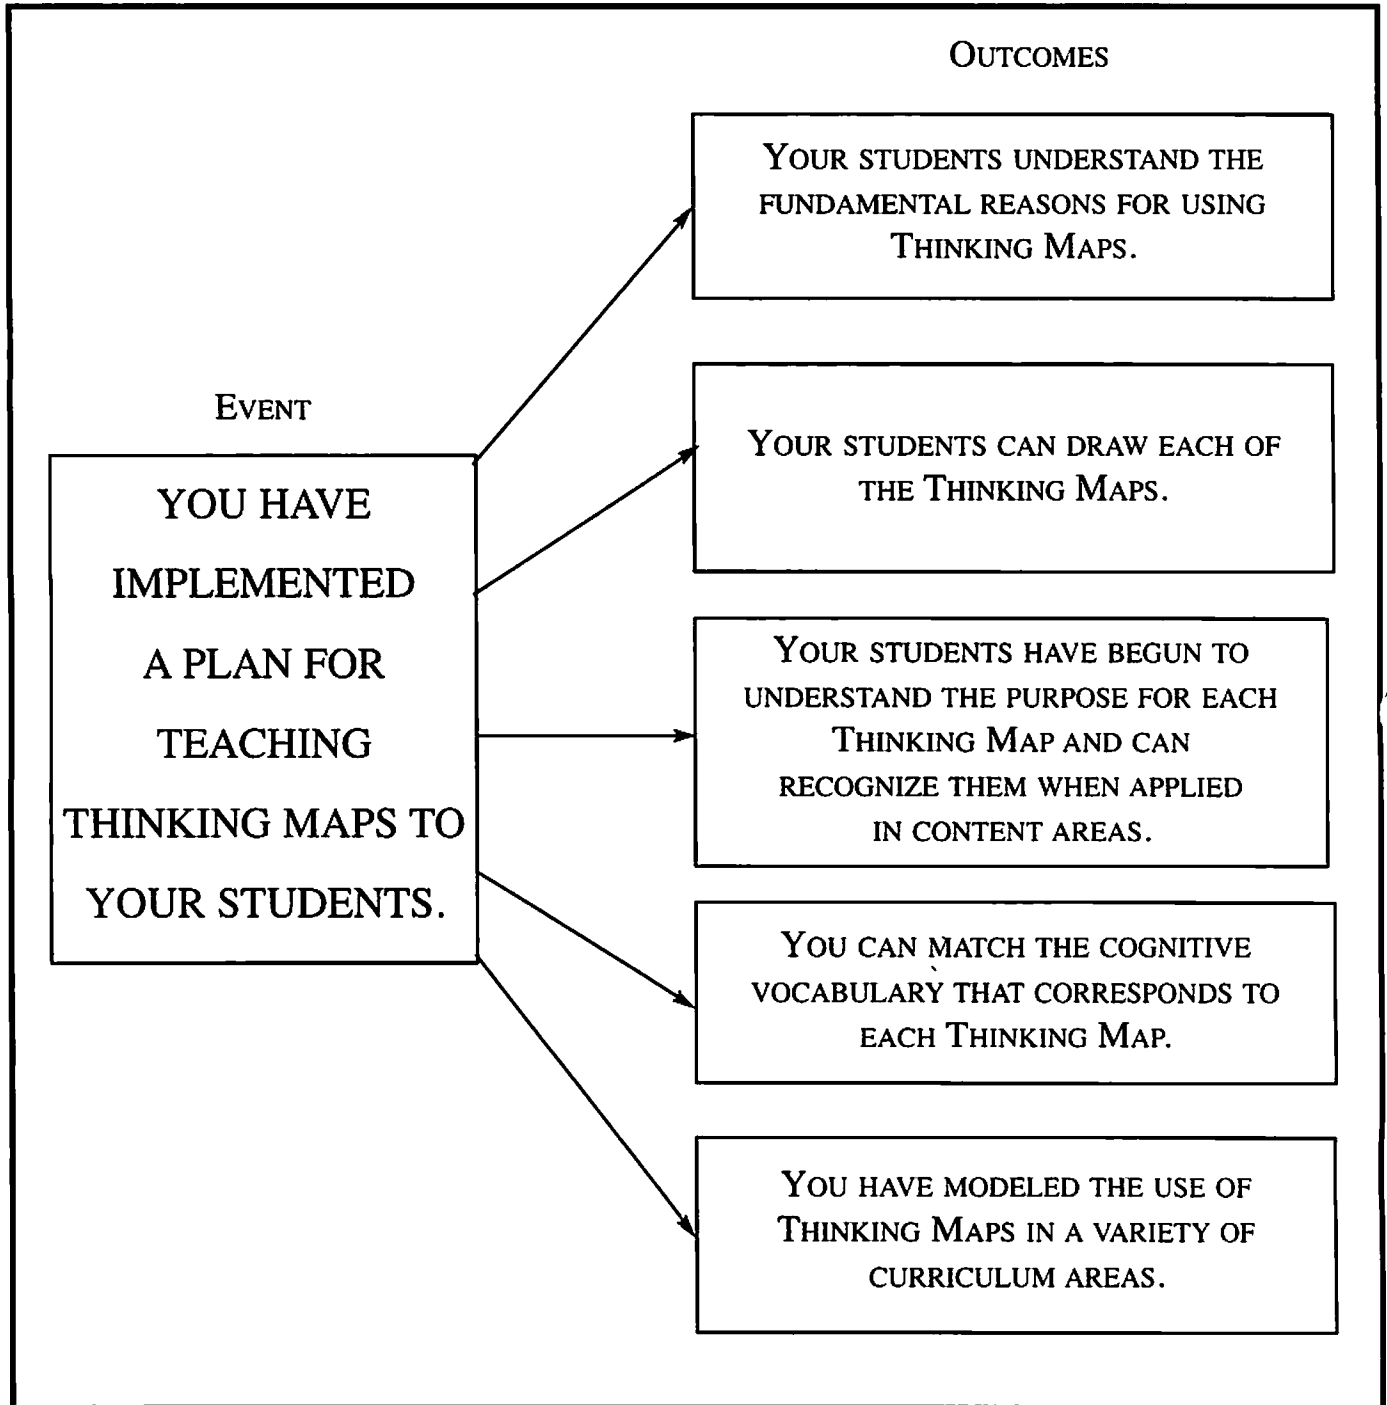 OUTCOMES
YOUR STUDENTS UNDERSTAND THE
FUNDAMENTAL REASONS FOR USING
THINKING MAPS.
YOUR STUDENTS CAN DRAW EACH OF
THE THINKING MAPS.
EVENT
YOU HAVE
IMPLEMENTED
A PLAN FOR
TEACHING
THINKING MAPS TO
YOUR STUDENTS.
YOUR STUDENTS HAVE BEGUN TO
UNDERSTAND THE PURPOSE FOR EACH
THINKING MAP AND CAN
RECOGNIZE THEM WHEN APPLIED
IN CONTENT AREAS.
YOU CAN MATCH THE COGNITIVE
VOCABULARY THAT CORRESPONDS TO
EACH THINKING MAP.
YOU HAVE MODELED THE USE OF
THINKING MAPS IN A VARIETY OF
CURRICULUM AREAS.